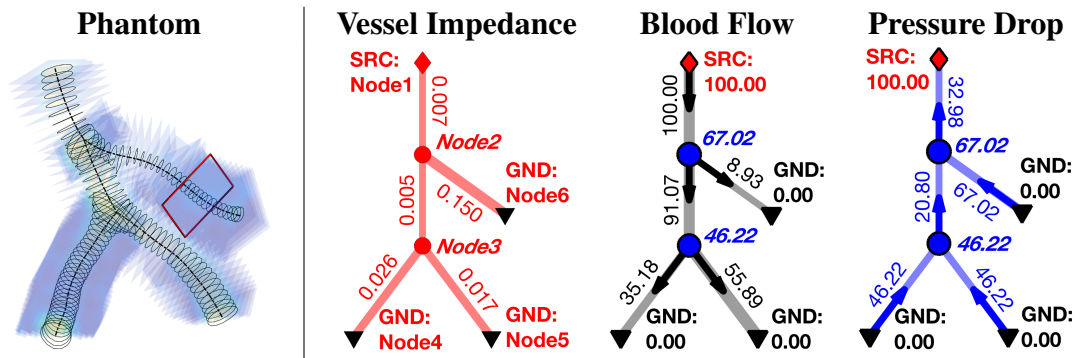 Phantom
Vessel Impedance
SRC:
Node1
0.007
Node2
GND:
Node6
0.005
0.150
Node3
0.026
0.017
GND:
Node4
GND:
Node5
Blood Flow
SRC:
100.00
100.00
67.02
GND:
0.00
8.93
91.07
46.22
35.18
55.89
GND:
0.00
GND:
0.00
Pressure Drop
SRC:
100.00
32.98
67.02
GND:
0.00
67.02
20.80
46.22
46.22
46.22
GND:
0.00
GND:
0.00